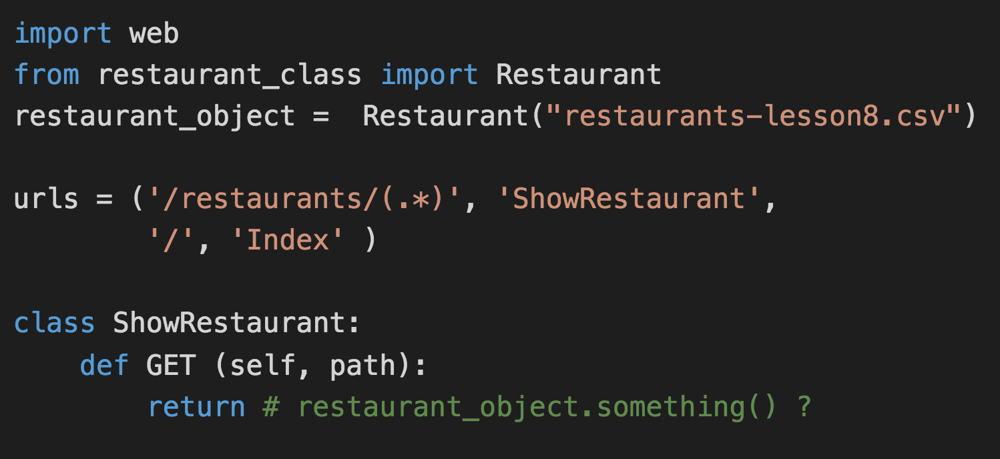 import web
from restaurant_class import Restaurant
restaurant_object =  Restaurant("restaurants-lesson8.csv")
urls = ('/restaurants/(.*)', 'ShowRestaurant',
        '/', 'Index' )
class ShowRestaurant:
    def GET (self, path):
        return # restaurant_object.something() ?